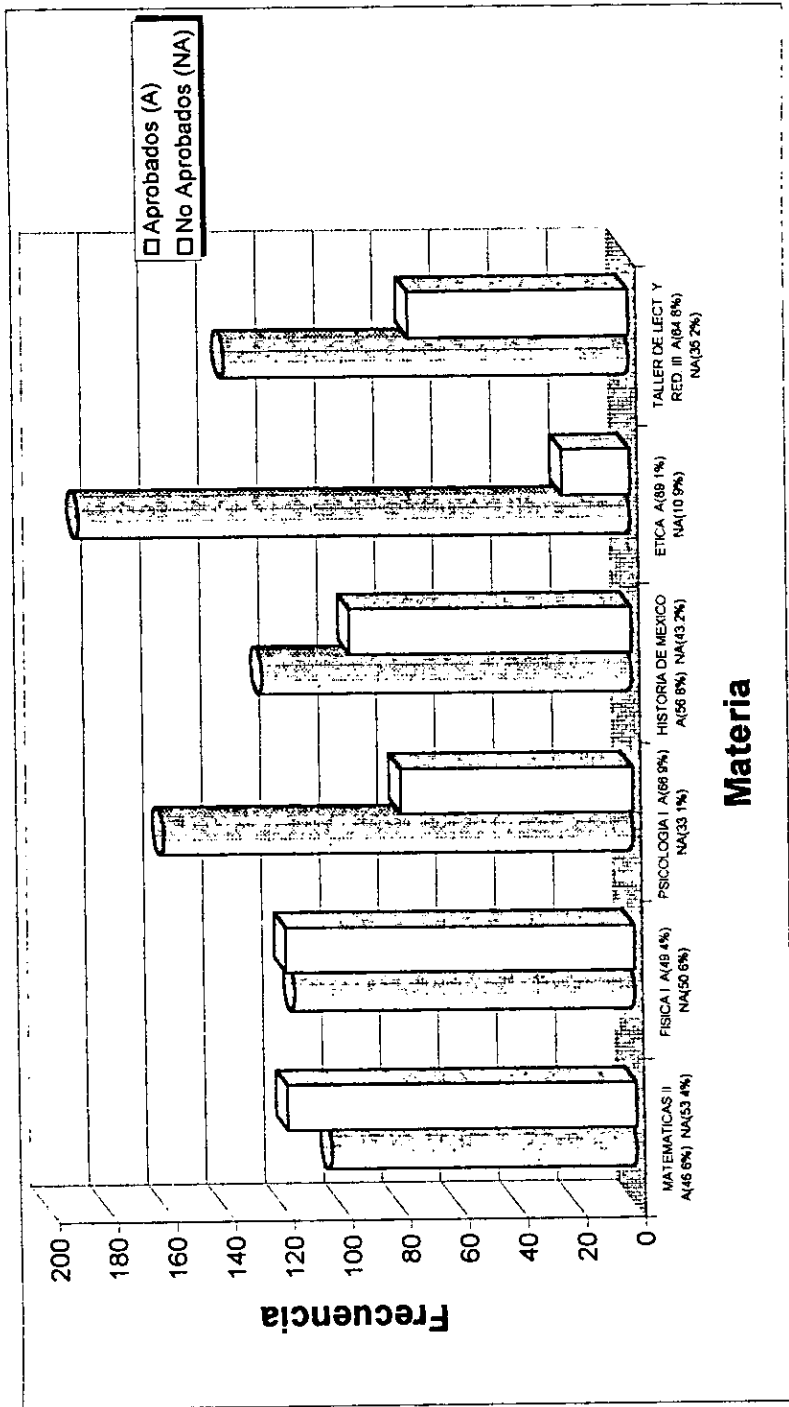 Aprobados (A)
No Aprobados (NA)
Frecuencia
200
180
160
140
120
100
80
60
40
20
0
MATEMATICAS II
A(46 6%) NA(53 4%)
FISICA I A(49 4%)
NA(50 6%)
PSICOLOGIA I A(66 9%)
NA(33 1%)
HISTORIA DE MEXICO
A(56 8%) NA(43.2%)
ETICA A(89 1%)
NA(10 9%)
TALLER DE LECT Y
RED. III A(64 8%)
NA(35 2%)
Materia